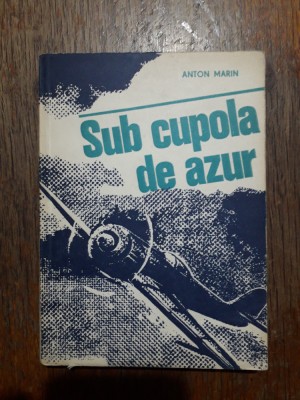 ANTON MARIN
Sub cupola
de azur